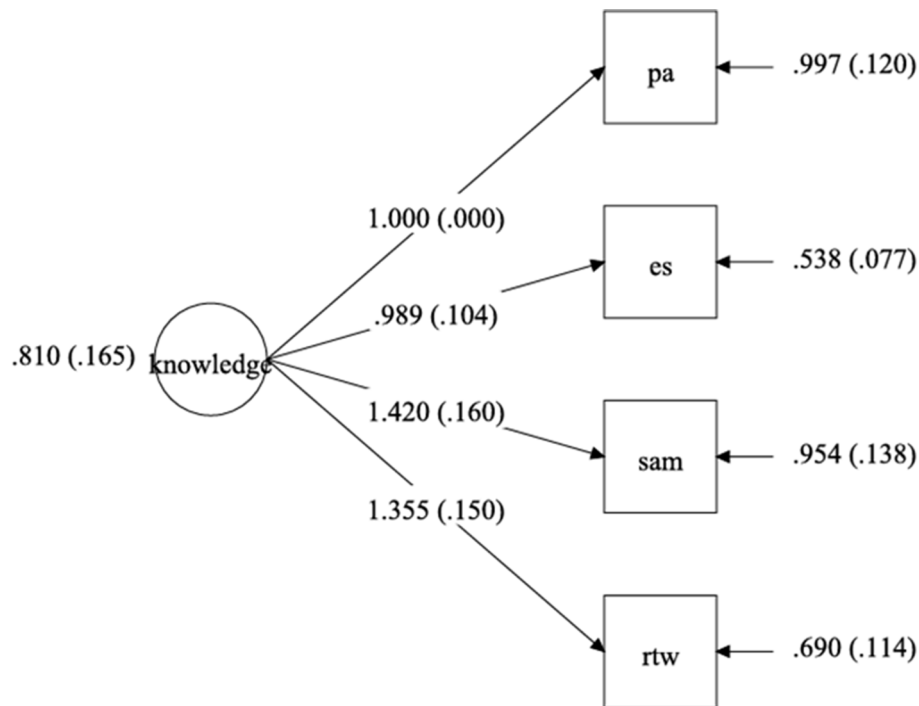 pa
.997 (.120)
1.000 (.000)
es
.538 (.077)
.989 (.104)
.810 (.165)
knowledge
1.420 (.160)
sam
.954 (.138)
1.355 (.150)
rtw
.690 (.114)